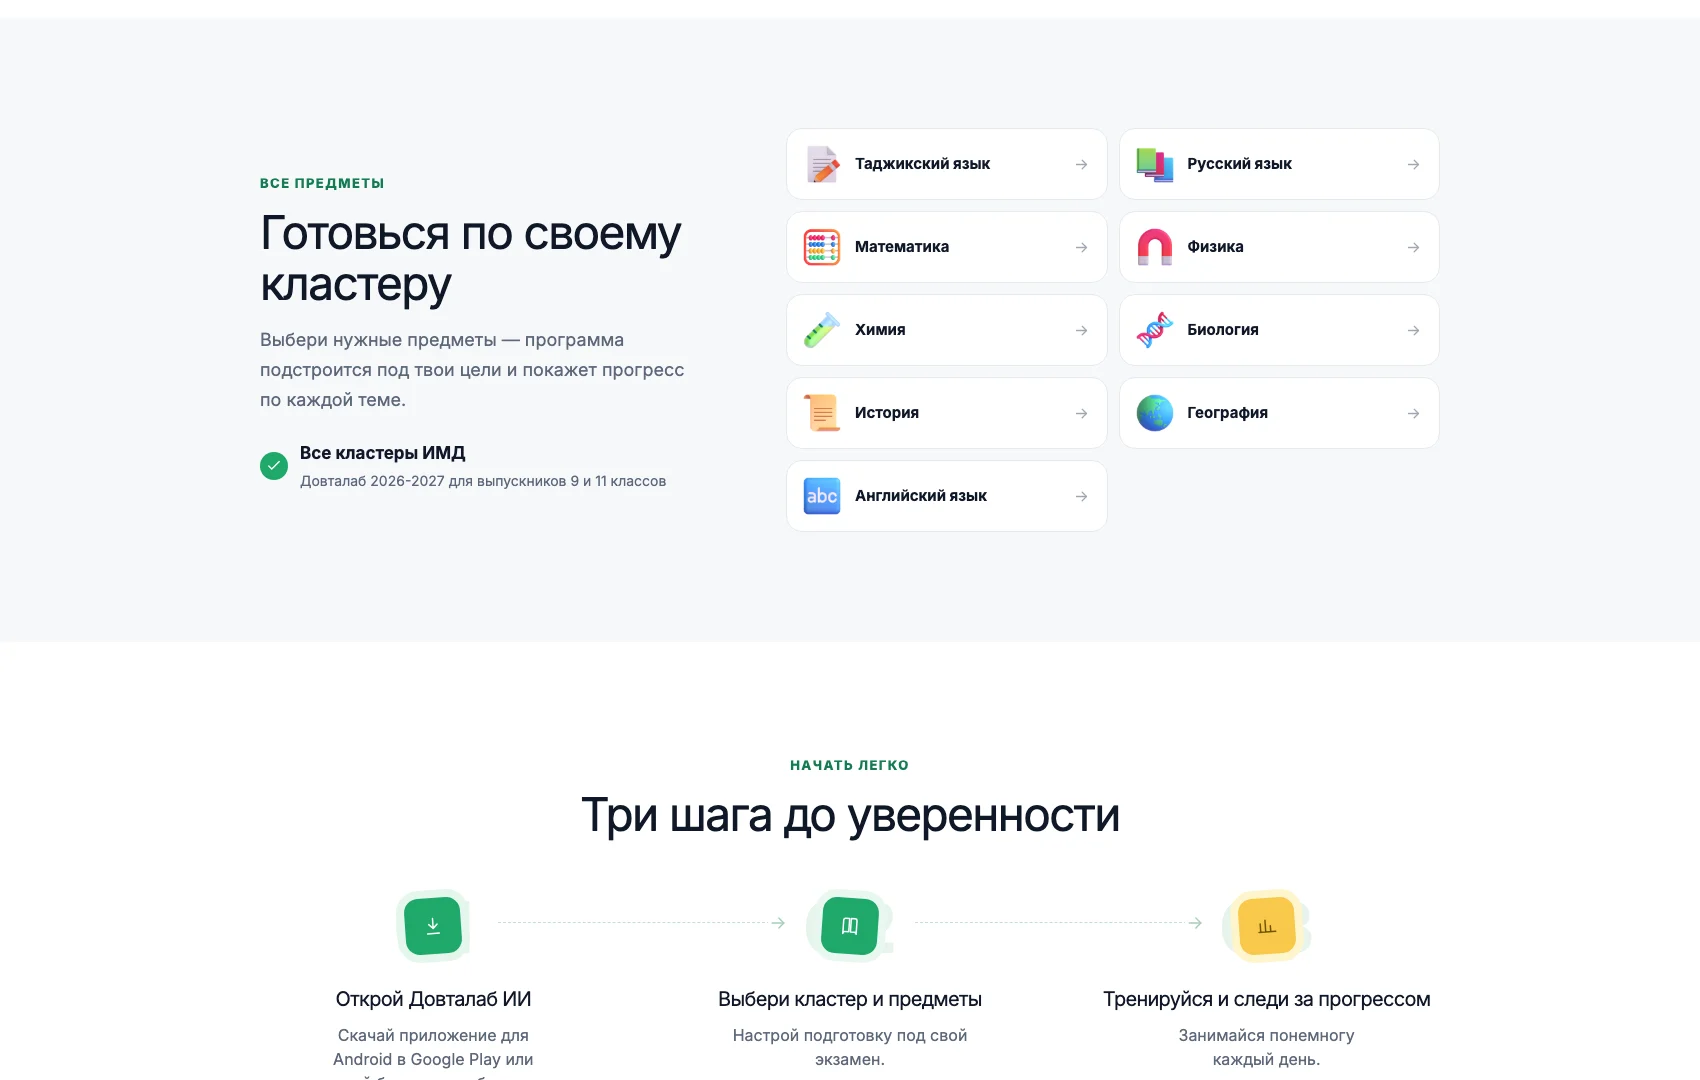 ВСЕ ПРЕДМЕТЫ
Готовься по своему
кластеру
Выбери нужные предметы — программа
подстроится под твои цели и покажет прогресс
по каждой теме.
Все кластеры ИМД
Довталаб 2026-2027 для выпускников 9 и 11 классов
Таджикский язык
Русский язык
Математика
Физика
Химия
Биология
История
География
abc
Английский язык
НАЧАТЬ ЛЕГКО
Три шага до уверенности
Открой Довталаб ИИ
Скачай приложение для
Android в Google Play или
Выбери кластер и предметы
Настрой подготовку под свой
экзамен.
Тренируйся и следи за прогрессом
Занимайся понемногу
каждый день.